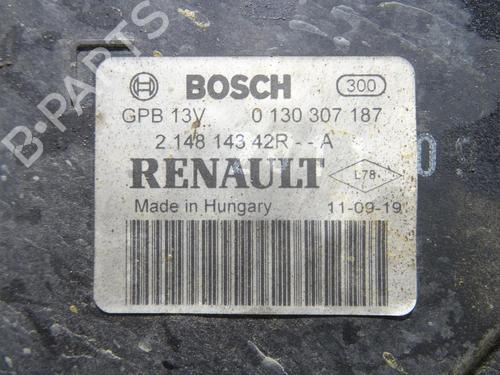 BOSCH 300
GPB 13V 0 130 307 187
2.148 143 42R - - A
RENAULT L78
Made in Hungary 11-09-19
B-PARTS